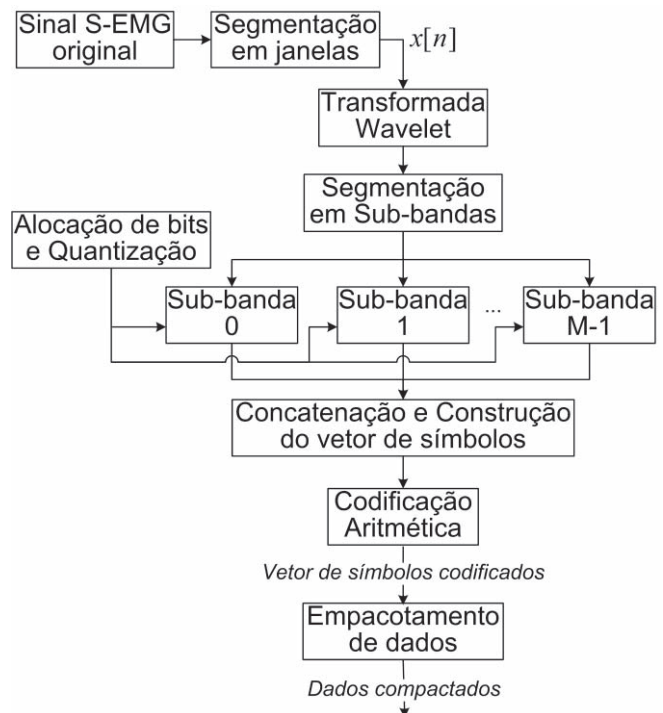 Sinal S-EMG
original
Segmentação
em janelas
x[n]
Transformada
Wavelet
Segmentação
em Sub-bandas
Alocação de bits
e Quantização
Sub-banda
0
Sub-banda
1
...
Sub-banda
M-1
Concatenação e Construção
do vetor de símbolos
Codificação
Aritmética
Vetor de símbolos codificados
Empacotamento
de dados
Dados compactados